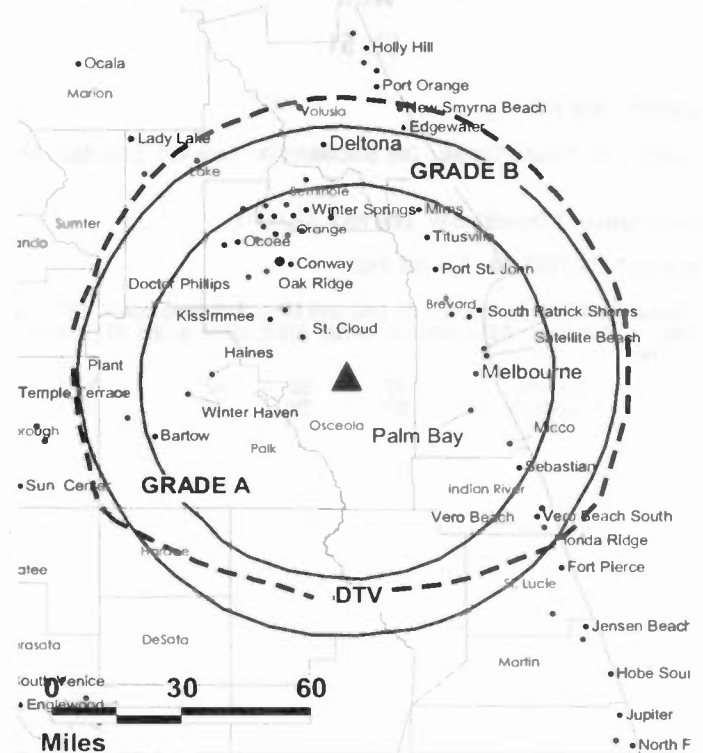 Holly Hill
Ocala
Port Orange
Marion
Volusia
New Smyrna Beach
Edgewater
Lady Lake
Deltona
Lake
GRADE B
Seminole
Winter Springs
Mims
Sumter
Orange
Titusville
Ocoee
Conway
Port St. John
Doctor Phillips
Oak Ridge
Brevard
South Patrick Shores
Kissimmee
St. Cloud
Satellite Beach
Haines
Plant
Melbourne
Temple Terrace
Winter Haven
Osceola
Micco
Palm Bay
Bartow
Polk
Sebastian
Sun Center
GRADE A
Indian River
Vero Beach
Vero Beach South
Hardee
Fort Pierce
St. Lucie
DTV
Jensen Beach
DeSata
Martin
Hobe Soun
0 30 60
Englewood
Jupiter
Miles
North F